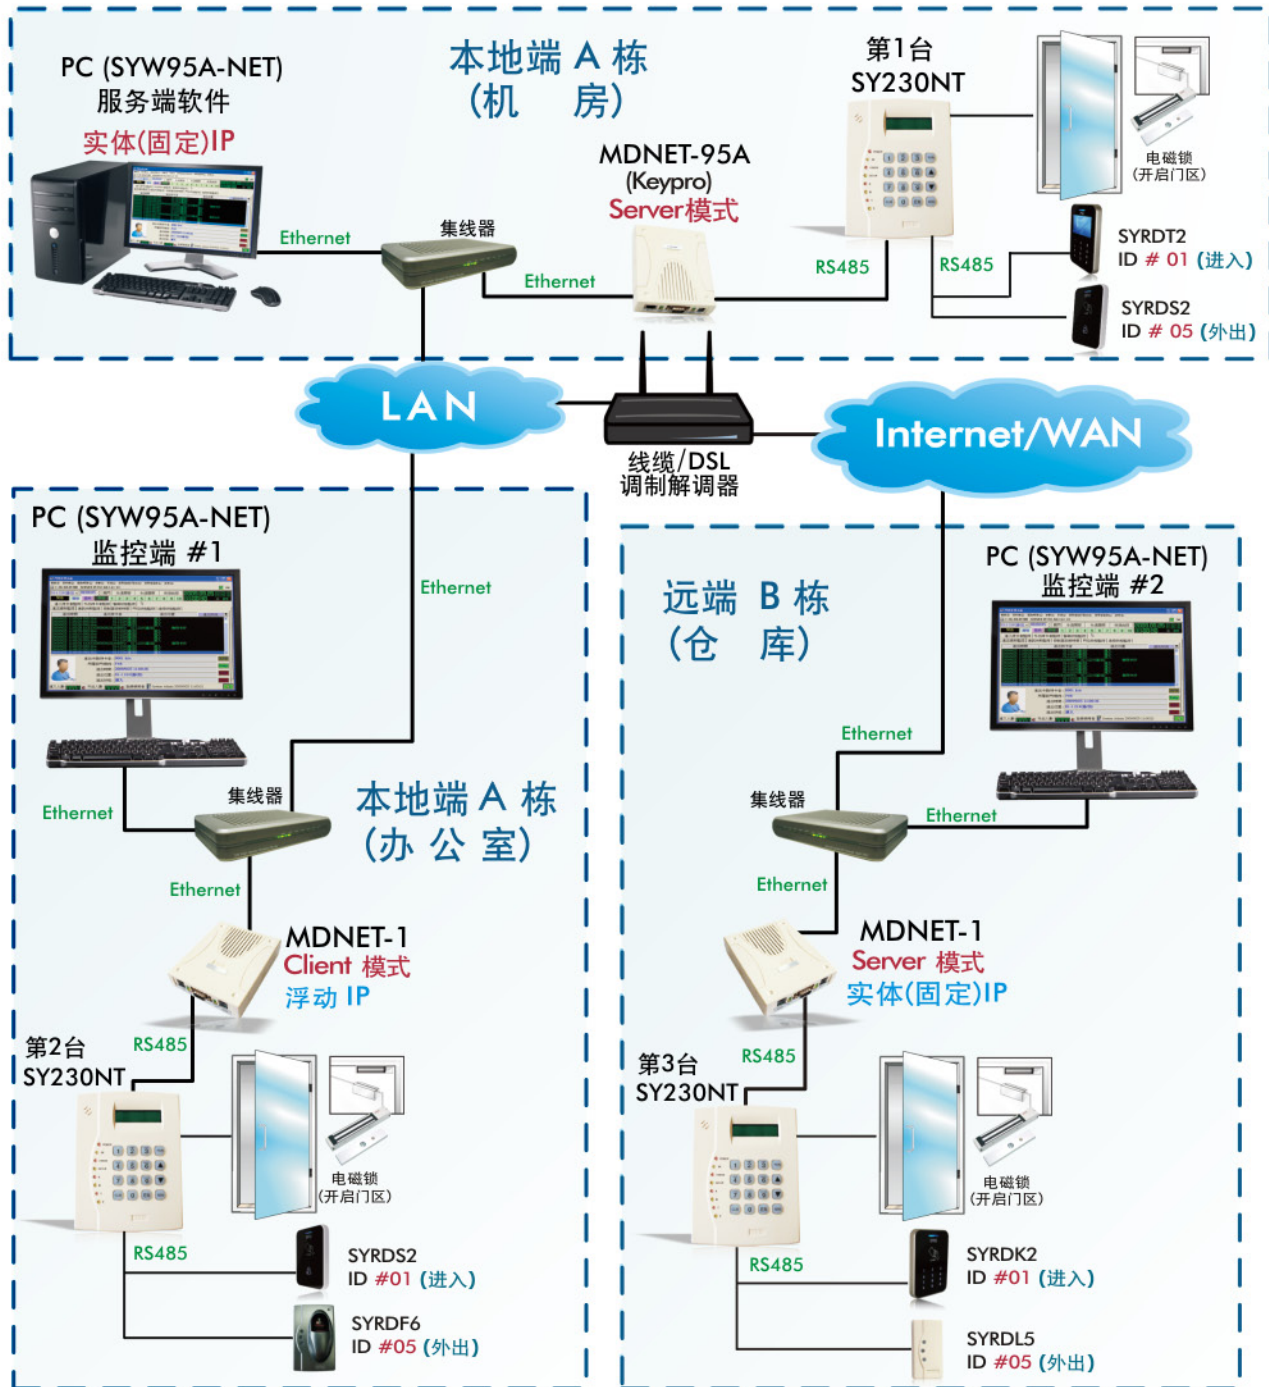 PC (SYW95A-NET)
服务端软件
实体(固定)IP
本地端 A 栋
(机 房)
第1台
SY230NT
MDNET-95A
(Keypro)
Server模式
集线器
Ethernet
Ethernet
RS485
RS485
电磁锁
(开启门区)
SYRDT2
ID # 01 (进入)
SYRDS2
ID # 05 (外出)
LAN
Internet/WAN
线缆/DSL
调制解调器
PC (SYW95A-NET)
监控端 #1
Ethernet
Ethernet
集线器
本地端 A 栋
(办 公 室)
Ethernet
MDNET-1
Client 模式
浮动 IP
RS485
第2台
SY230NT
电磁锁
(开启门区)
RS485
SYRDS2
ID #01 (进入)
SYRDF6
ID #05 (外出)
远端 B 栋
(仓 库)
PC (SYW95A-NET)
监控端 #2
Ethernet
集线器
Ethernet
Ethernet
MDNET-1
Server 模式
实体(固定)IP
RS485
第3台
SY230NT
电磁锁
(开启门区)
RS485
SYRDK2
ID #01 (进入)
SYRDL5
ID #05 (外出)